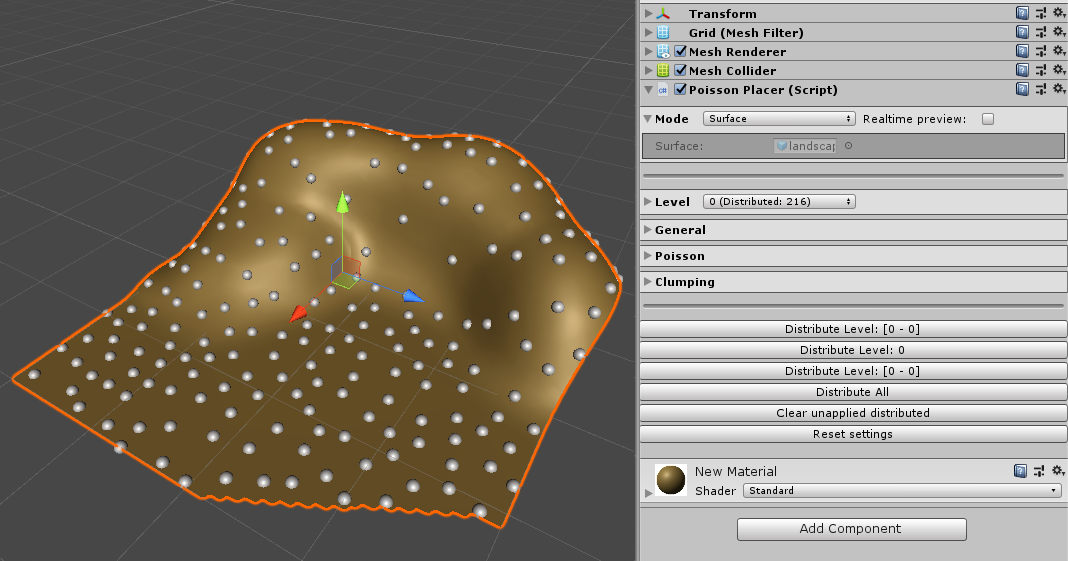 Transform
Grid (Mesh Filter)
Mesh Renderer
Mesh Collider
Poisson Placer (Script)
Mode Surface Realtime preview:
Surface: landscap
Level 0 (Distributed: 216)
General
Poisson
Clumping
Distribute Level: [0 - 0]
Distribute Level: 0
Distribute Level: [0 - 0]
Distribute All
Clear unapplied distributed
Reset settings
New Material
Shader Standard
Add Component